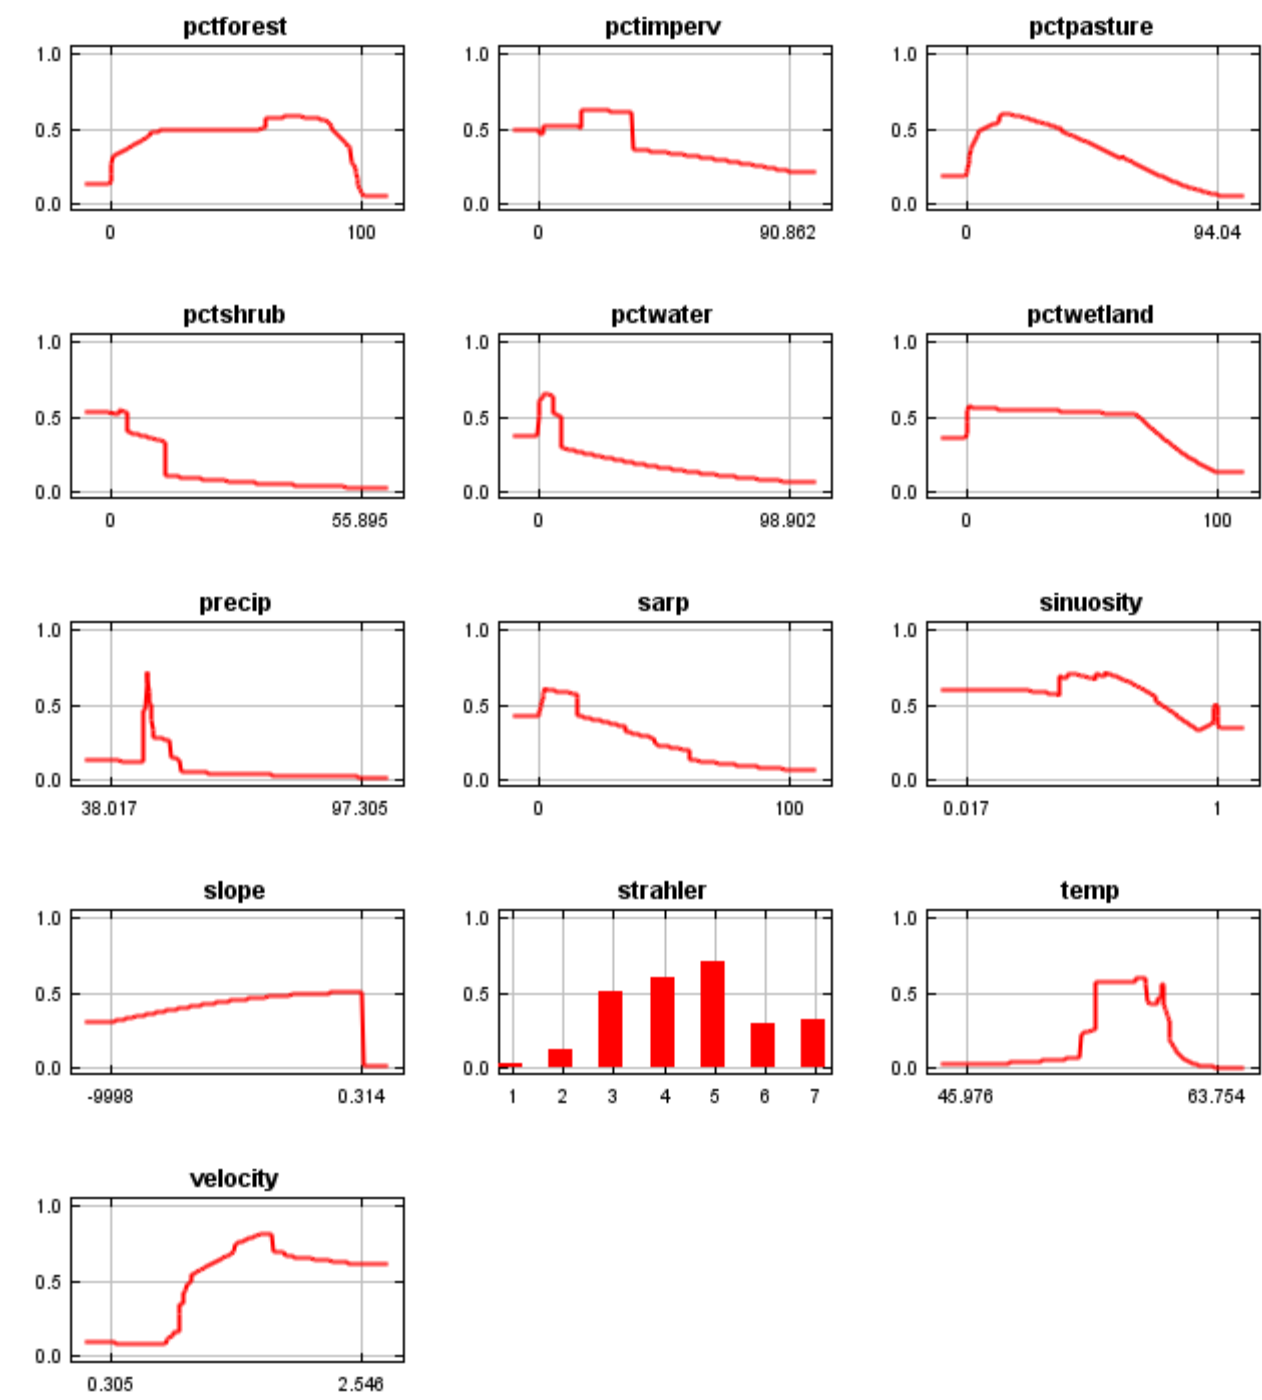 pctforest pctimperv pctpasture
1.0 1.0 1.0
0.5 0.5 0.5
0.0 0.0 0.0
0 100 0 90.862 0 94.04
pctshrub pctwater pctwetland
1.0 1.0 1.0
0.5 0.5 0.5
0.0 0.0 0.0
0 55.895 0 98.902 0 100
precip sarp sinuosity
1.0 1.0 1.0
0.5 0.5 0.5
0.0 0.0 0.0
38.017 97.305 0 100 0.017 1
slope strahler temp
1.0 1.0 1.0
0.5 0.5 0.5
0.0 0.0 0.0
-9998 0.314 1 2 3 4 5 6 7 45.976 63.754
velocity
1.0
0.5
0.0
0.305 2.546